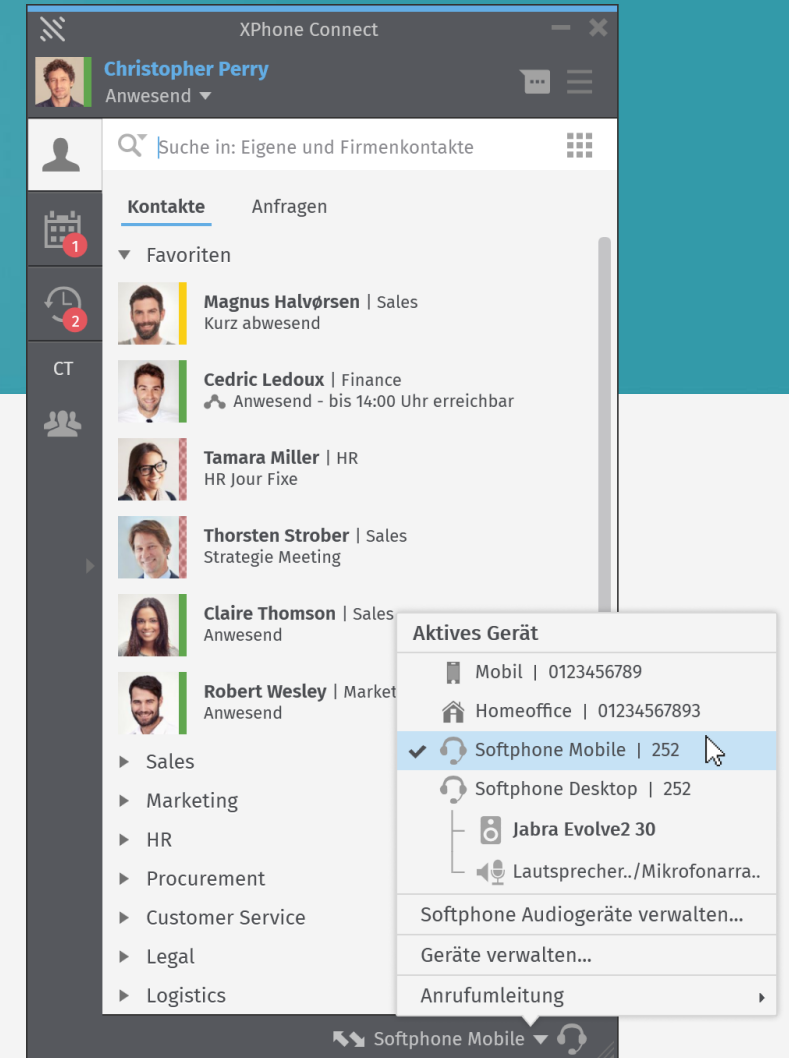 XPhone Connect
Christopher Perry
Anwesend
Suche in: Eigene und Firmenkontakte
Kontakte Anfragen
1
2
CT
Favoriten
Magnus Halvørsen | Sales
Kurz abwesend
Cedric Ledoux | Finance
Anwesend - bis 14:00 Uhr erreichbar
Tamara Miller | HR
HR Jour Fixe
Thorsten Strober | Sales
Strategie Meeting
Claire Thomson | Sales
Anwesend
Robert Wesley | Market
Anwesend
Sales
Marketing
HR
Procurement
Customer Service
Legal
Logistics
Aktives Gerät
Mobil | 0123456789
Homeoffice | 01234567893
Softphone Mobile | 252
Softphone Desktop | 252
Jabra Evolve2 30
Lautsprecher../Mikrofonarra..
Softphone Audiogeräte verwalten...
Geräte verwalten...
Anrufumleitung
Softphone Mobile